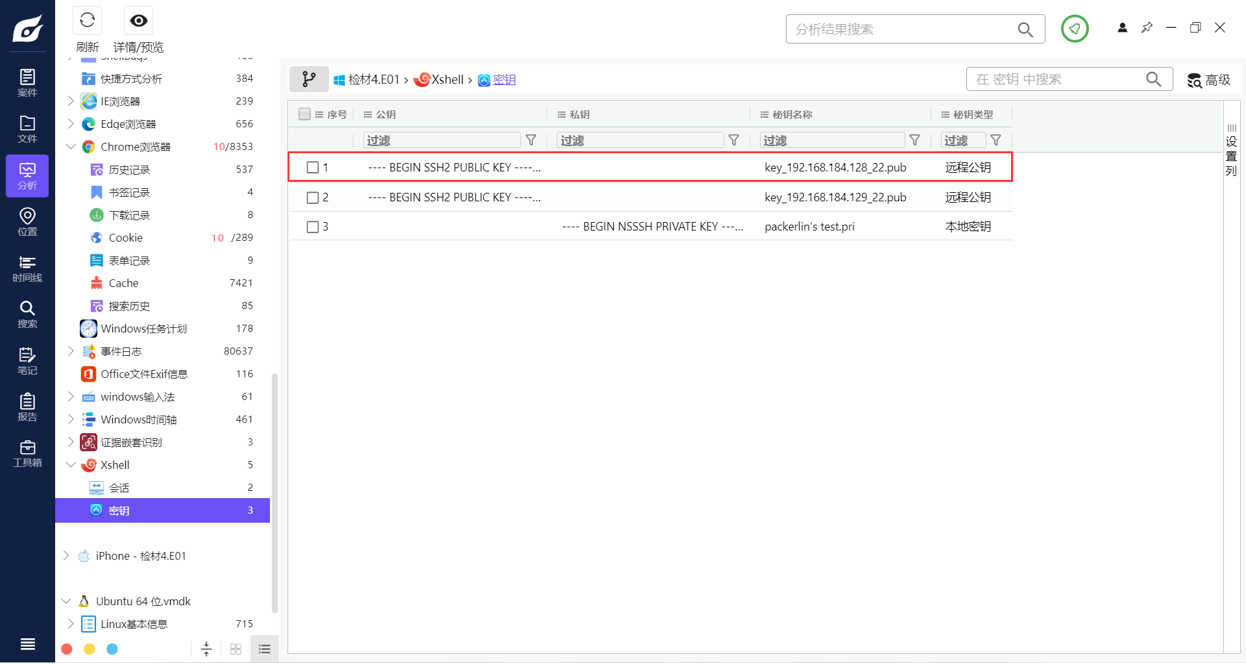 刷新
详情/预览
分析结果搜索
案件
文件
分析
位置
时间线
搜索
笔记
报告
工具箱
快捷方式分析 384
IE浏览器 239
Edge浏览器 656
Chrome浏览器 10/8353
历史记录 537
书签记录 4
下载记录 8
Cookie 10 /289
表单记录 9
Cache 7421
搜索历史 85
Windows任务计划 178
事件日志 80637
Office文件Exif信息 116
windows输入法 61
Windows时间轴 461
证据嵌套识别 3
Xshell 5
会话 2
密钥 3
iPhone - 检材4.E01
Ubuntu 64 位.vmdk
Linux基本信息 715
检材4.E01 › Xshell › 密钥
在 密钥 中搜索
高级
序号 公钥 私钥 秘钥名称 秘钥类型
过滤 过滤 过滤 过滤
1 ---- BEGIN SSH2 PUBLIC KEY ----... key_192.168.184.128_22.pub 远程公钥
2 ---- BEGIN SSH2 PUBLIC KEY ----... key_192.168.184.129_22.pub 远程公钥
3 ---- BEGIN NSSSH PRIVATE KEY ---... packerlin's test.pri 本地密钥
设置列